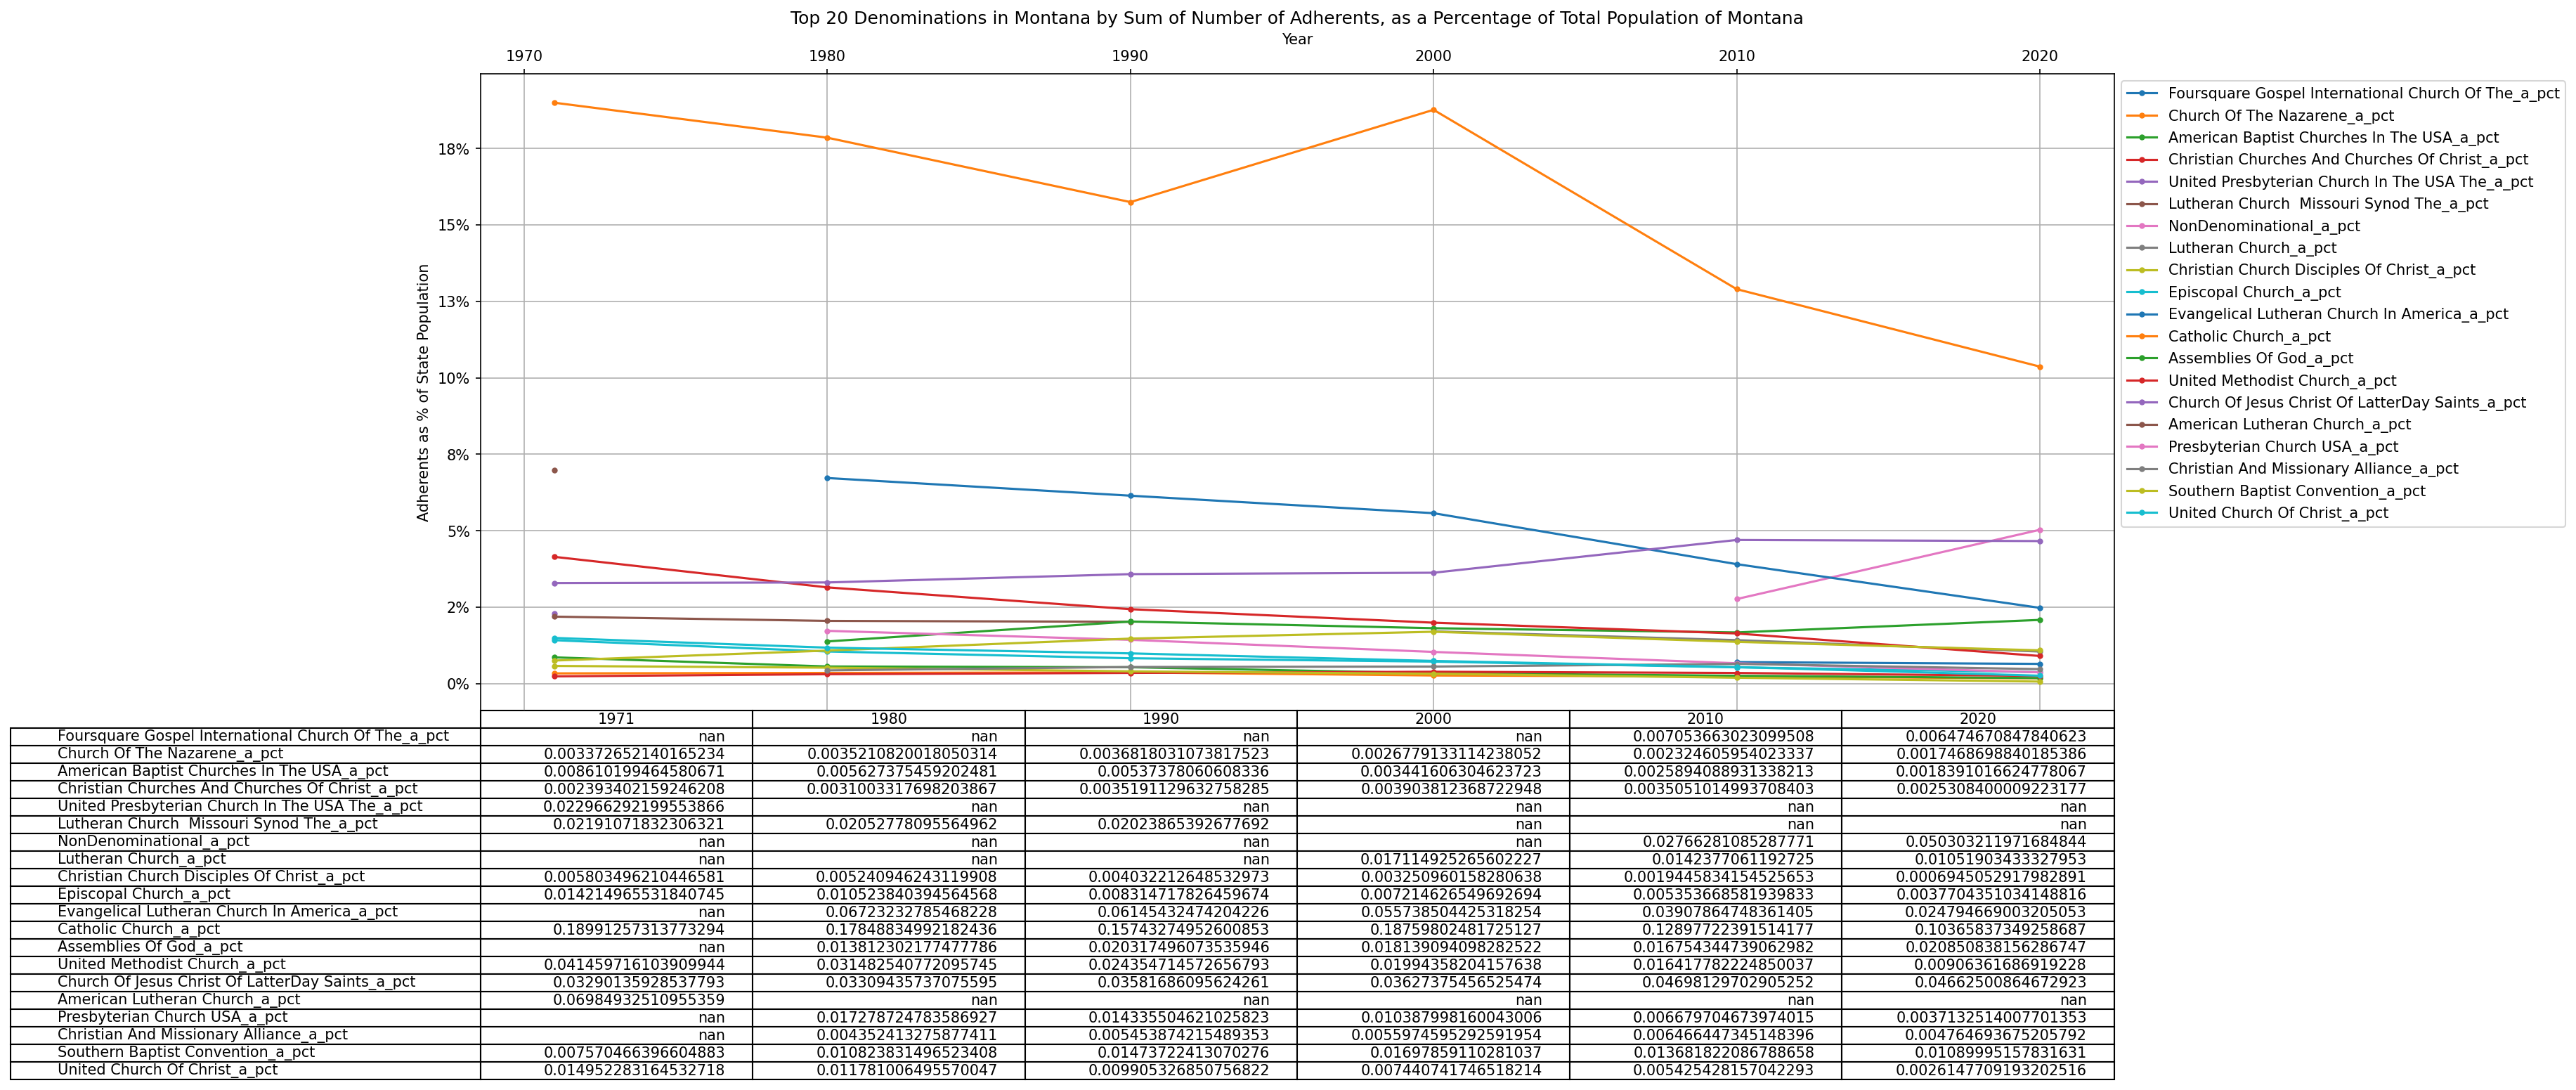 Top 20 Denominations in Montana by Sum of Number of Adherents, as a Percentage of Total Population of Montana
Year
1970 1980 1990 2000 2010 2020
18%
15%
13%
10%
8%
5%
2%
0%
Adherents as % of State Population
Foursquare Gospel International Church Of The_a_pct
Church Of The Nazarene_a_pct
American Baptist Churches In The USA_a_pct
Christian Churches And Churches Of Christ_a_pct
United Presbyterian Church In The USA The_a_pct
Lutheran Church  Missouri Synod The_a_pct
NonDenominational_a_pct
Lutheran Church_a_pct
Christian Church Disciples Of Christ_a_pct
Episcopal Church_a_pct
Evangelical Lutheran Church In America_a_pct
Catholic Church_a_pct
Assemblies Of God_a_pct
United Methodist Church_a_pct
Church Of Jesus Christ Of LatterDay Saints_a_pct
American Lutheran Church_a_pct
Presbyterian Church USA_a_pct
Christian And Missionary Alliance_a_pct
Southern Baptist Convention_a_pct
United Church Of Christ_a_pct
1971 1980 1990 2000 2010 2020
Foursquare Gospel International Church Of The_a_pct nan nan nan nan 0.007053663023099508 0.006474670847840623
Church Of The Nazarene_a_pct 0.003372652140165234 0.0035210820018050314 0.0036818031073817523 0.0026779133114238052 0.002324605954023337 0.0017468698840185386
American Baptist Churches In The USA_a_pct 0.008610199464580671 0.005627375459202481 0.00537378060608336 0.003441606304623723 0.0025894088931338213 0.0018391016624778067
Christian Churches And Churches Of Christ_a_pct 0.002393402159246208 0.0031003317698203867 0.0035191129632758285 0.003903812368722948 0.0035051014993708403 0.0025308400009223177
United Presbyterian Church In The USA The_a_pct 0.022966292199553866 nan nan nan nan nan
Lutheran Church  Missouri Synod The_a_pct 0.02191071832306321 0.02052778095564962 0.02023865392677692 nan nan nan
NonDenominational_a_pct nan nan nan nan 0.02766281085287771 0.050303211971684844
Lutheran Church_a_pct nan nan nan 0.017114925265602227 0.0142377061192725 0.01051903433327953
Christian Church Disciples Of Christ_a_pct 0.005803496210446581 0.005240946243119908 0.004032212648532973 0.003250960158280638 0.0019445834154525653 0.0006945052917982891
Episcopal Church_a_pct 0.014214965531840745 0.010523840394564568 0.008314717826459674 0.007214626549692694 0.005353668581939833 0.0037704351034148816
Evangelical Lutheran Church In America_a_pct nan 0.06723232785468228 0.06145432474204226 0.055738504425318254 0.03907864748361405 0.024794669003205053
Catholic Church_a_pct 0.18991257313773294 0.17848834992182436 0.15743274952600853 0.18759802481725127 0.12897722391514177 0.10365837349258687
Assemblies Of God_a_pct nan 0.013812302177477786 0.020317496073535946 0.018139094098282522 0.016754344739062982 0.020850838156286747
United Methodist Church_a_pct 0.041459716103909944 0.031482540772095745 0.024354714572656793 0.01994358204157638 0.016417782224850037 0.00906361686919228
Church Of Jesus Christ Of LatterDay Saints_a_pct 0.03290135928537793 0.03309435737075595 0.03581686095624261 0.03627375456525474 0.04698129702905252 0.04662500864672923
American Lutheran Church_a_pct 0.06984932510955359 nan nan nan nan nan
Presbyterian Church USA_a_pct nan 0.017278724783586927 0.014335504621025823 0.010387998160043006 0.00667970467397​4015 0.0037132514007701353
Christian And Missionary Alliance_a_pct nan 0.004352413275877411 0.005453874215489353 0.0055974595292591954 0.006466447345148396 0.004764693675205792
Southern Baptist Convention_a_pct 0.007570466396604883 0.010823831496523408 0.01473722413070276 0.01697859110281037 0.013681822086788658 0.01089995157831631
United Church Of Christ_a_pct 0.014952283164532718 0.011781006495570047 0.009905326850756822 0.00744074174651​8214 0.00542542815704​2293 0.0026147709193202516